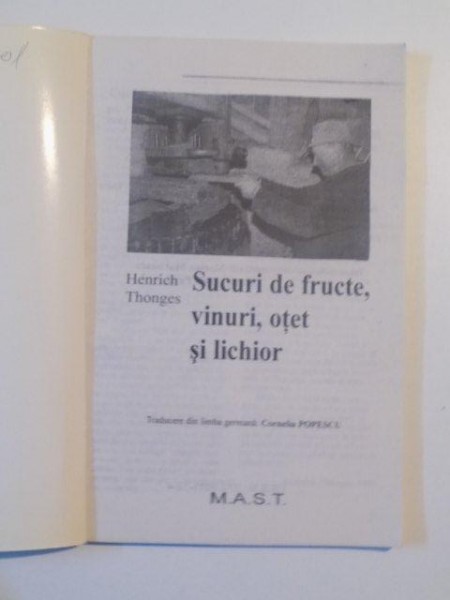 Henrich
Thonges
Sucuri de fructe,
vinuri, oțet
și lichior
Traducere din limba germană: Cornelia POPESCU
M.A.S.T.